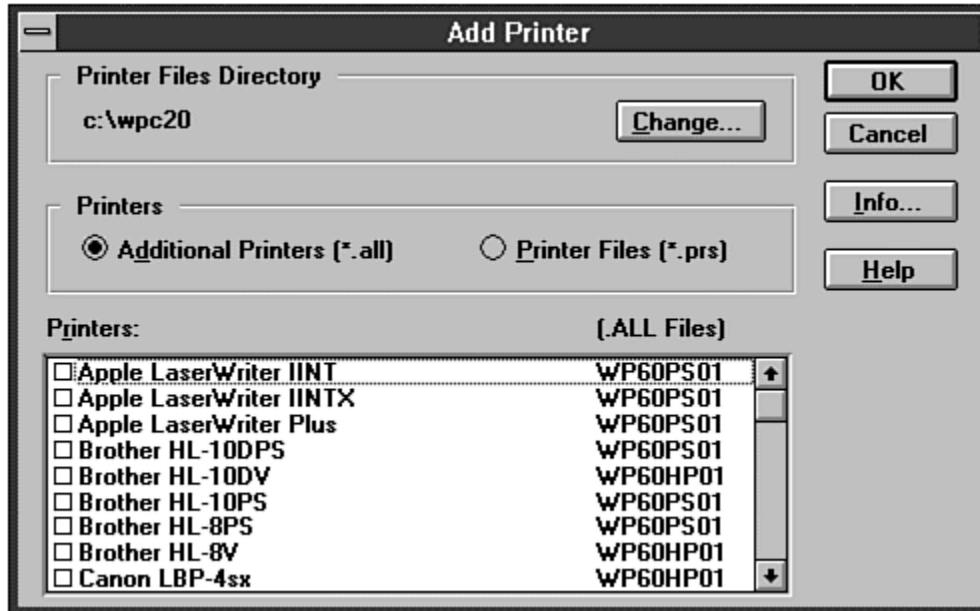 Add Printer
Printer Files Directory
c:\wpc20
Change...
OK
Cancel
Info...
Help
Printers
Additional Printers (*.all)
Printer Files (*.prs)
Printers: (.ALL Files)
Apple LaserWriter IINT WP60PS01
Apple LaserWriter IINTX WP60PS01
Apple LaserWriter Plus WP60PS01
Brother HL-10DPS WP60PS01
Brother HL-10DV WP60HP01
Brother HL-10PS WP60PS01
Brother HL-8PS WP60PS01
Brother HL-8V WP60HP01
Canon LBP-4sx WP60HP01